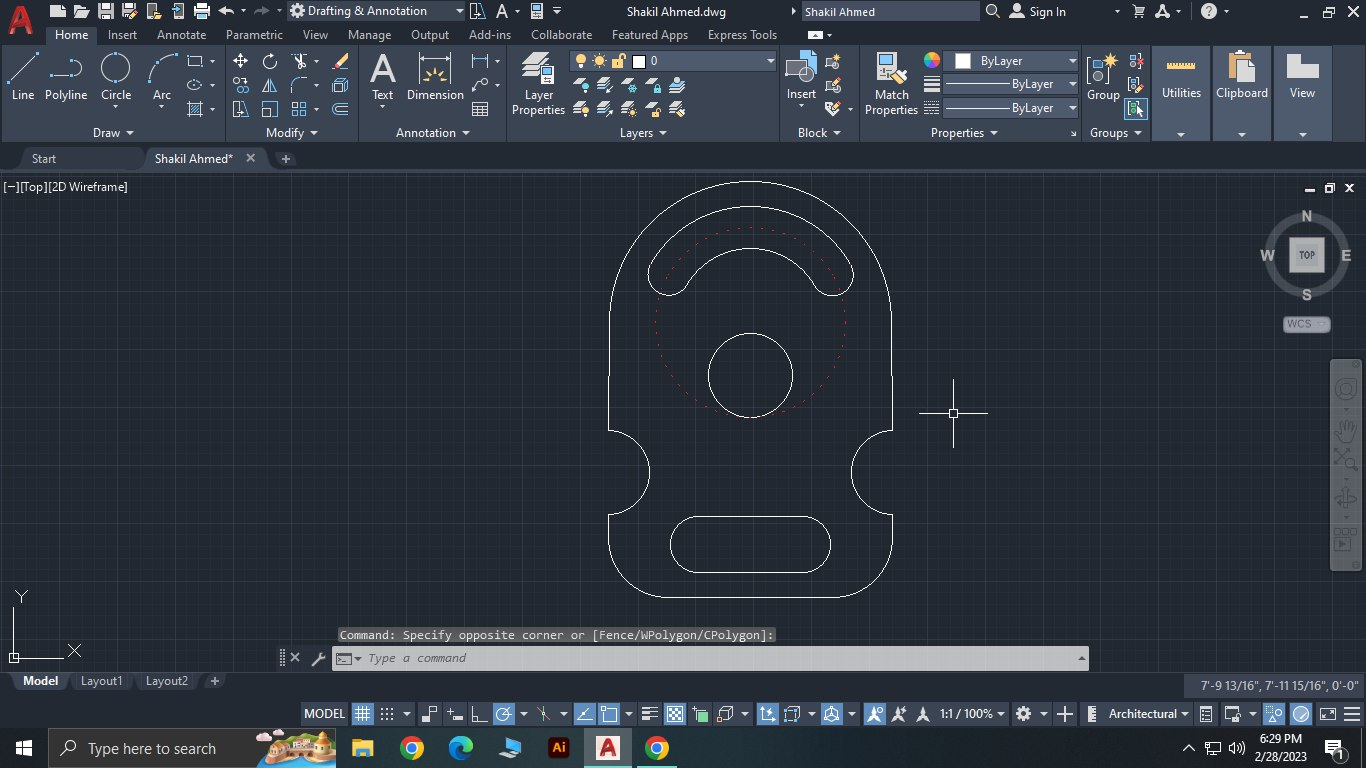 Drafting & Annotation
A
Shakil Ahmed.dwg
Shakil Ahmed
Sign In
Home Insert Annotate Parametric View Manage Output Add-ins Collaborate Featured Apps Express Tools
Line Polyline Circle Arc
Text Dimension
Layer Properties
0
Insert
Match Properties
ByLayer
ByLayer
ByLayer
Group
Utilities
Clipboard
View
Draw Modify Annotation Layers Block Properties Groups
Start Shakil Ahmed*
[−][Top][2D Wireframe]
N
W TOP E
S
WCS
Y
X
Command: Specify opposite corner or [Fence/WPolygon/CPolygon]:
Type a command
Model Layout1 Layout2
7'-9 13/16", 7'-11 15/16", 0'-0"
MODEL 1:1 / 100% Architectural
Type here to search
Ai
A
6:29 PM
2/28/2023
1